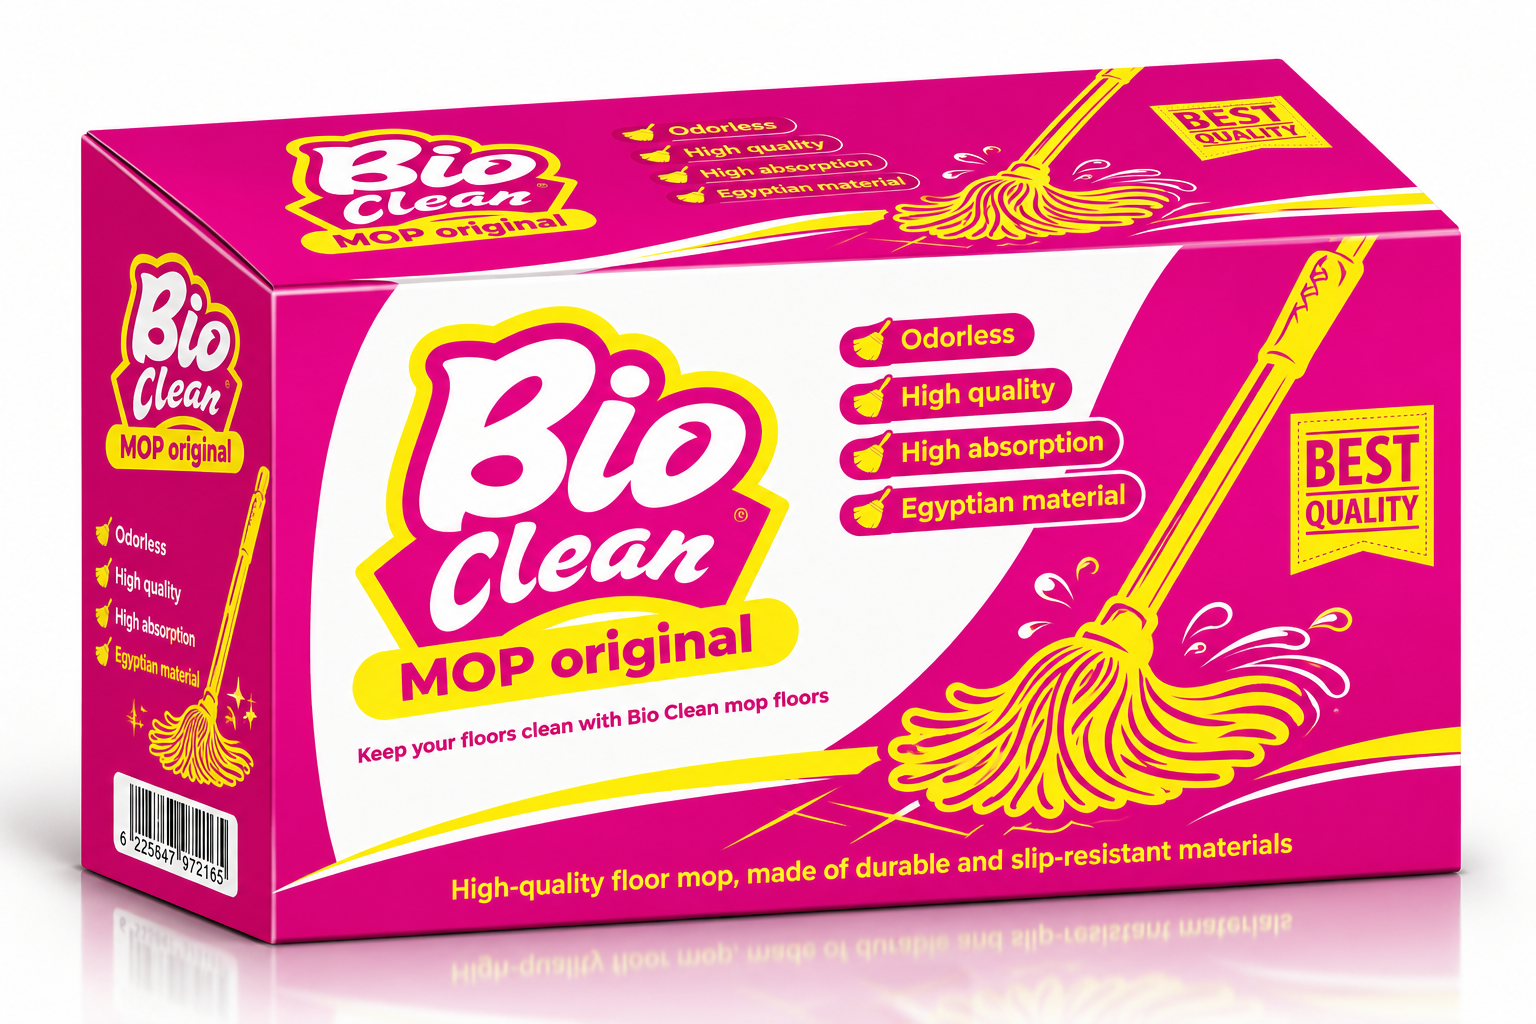 Bio
Clean
MOP original
Odorless
High quality
High absorption
Egyptian material
BEST
QUALITY
Bio
Clean
MOP original
Odorless
High quality
High absorption
Egyptian material
6 225647 972165
Bio
Clean
©
MOP original
Keep your floors clean with Bio Clean mop floors
Odorless
High quality
High absorption
Egyptian material
BEST
QUALITY
High-quality floor mop, made of durable and slip-resistant materials